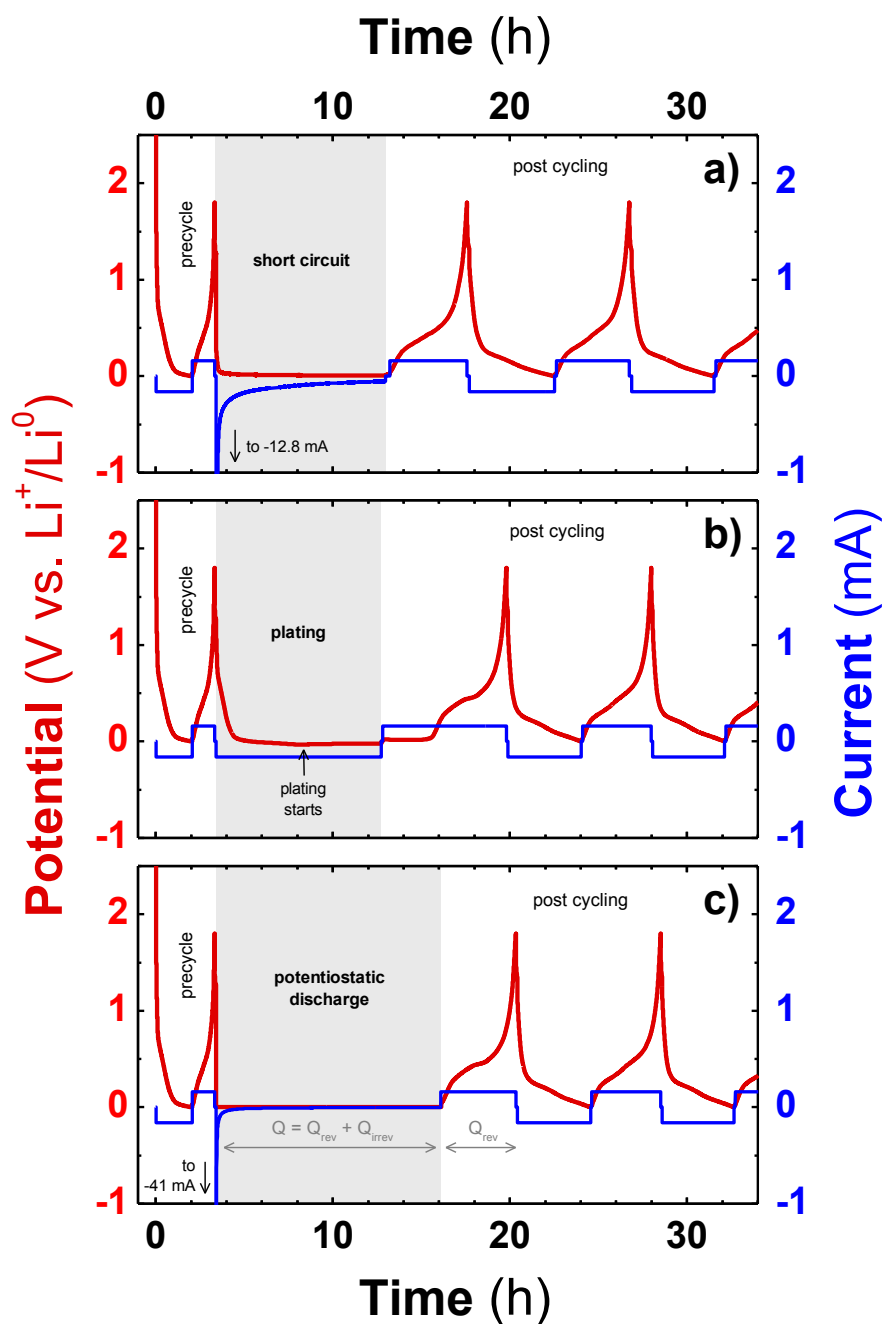 Time (h)
0 10 20 30
a)
post cycling
precycle
short circuit
to -12.8 mA
2
1
0
-1
2
1
0
-1
b)
post cycling
precycle
plating
plating
starts
2
1
0
-1
2
1
0
-1
Potential (V vs. Li⁺/Li⁰)
Current (mA)
c)
post cycling
precycle
potentiostatic
discharge
Q = Q_rev + Q_irrev
Q_rev
to
-41 mA
2
1
0
-1
2
1
0
-1
0 10 20 30
Time (h)